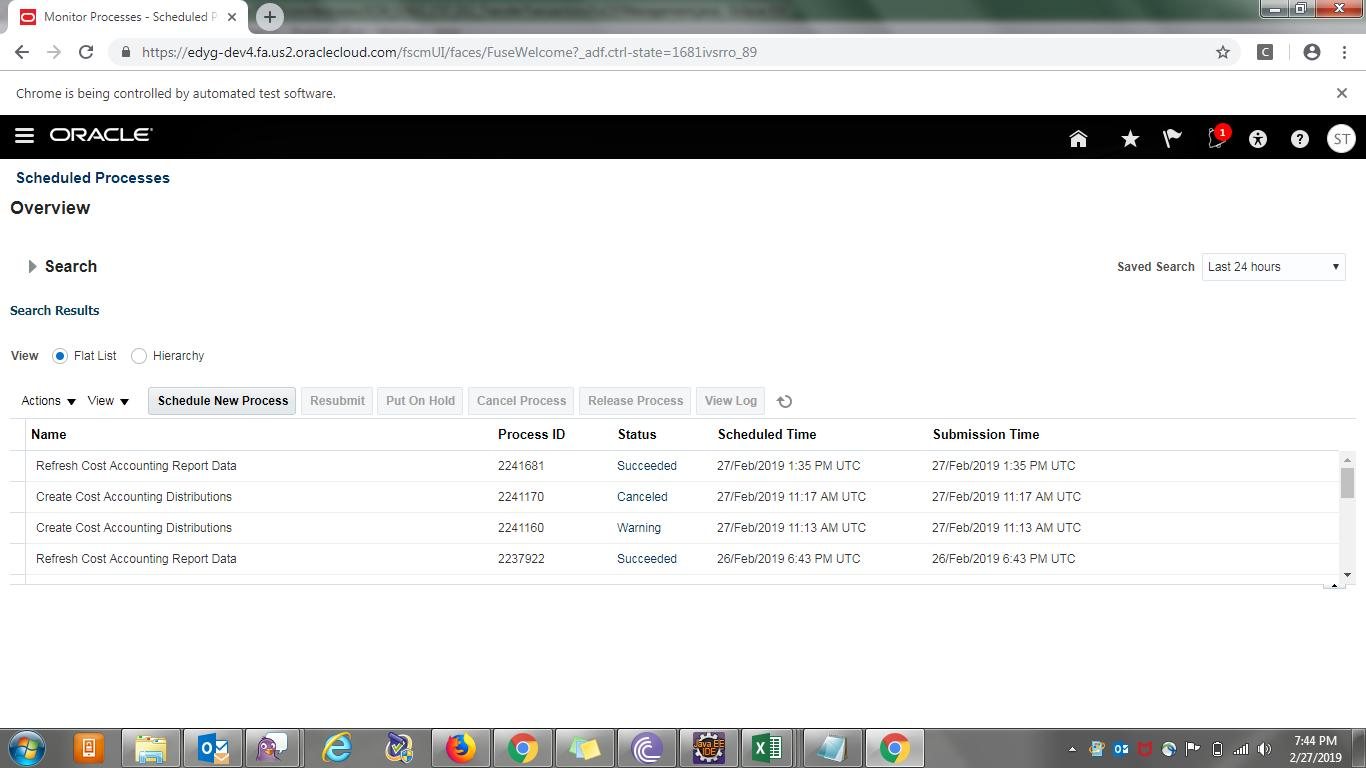 Monitor Processes - Scheduled P
https://edyg-dev4.fa.us2.oraclecloud.com/fscmUI/faces/FuseWelcome?_adf.ctrl-state=1681ivsrro_89
C
Chrome is being controlled by automated test software.
ORACLE
1
?
ST
Scheduled Processes
Overview
Search
Saved Search Last 24 hours
Search Results
View Flat List Hierarchy
Actions View Schedule New Process Resubmit Put On Hold Cancel Process Release Process View Log
Name Process ID Status Scheduled Time Submission Time
Refresh Cost Accounting Report Data 2241681 Succeeded 27/Feb/2019 1:35 PM UTC 27/Feb/2019 1:35 PM UTC
Create Cost Accounting Distributions 2241170 Canceled 27/Feb/2019 11:17 AM UTC 27/Feb/2019 11:17 AM UTC
Create Cost Accounting Distributions 2241160 Warning 27/Feb/2019 11:13 AM UTC 27/Feb/2019 11:13 AM UTC
Refresh Cost Accounting Report Data 2237922 Succeeded 26/Feb/2019 6:43 PM UTC 26/Feb/2019 6:43 PM UTC
Java EE
IDE
7:44 PM
2/27/2019